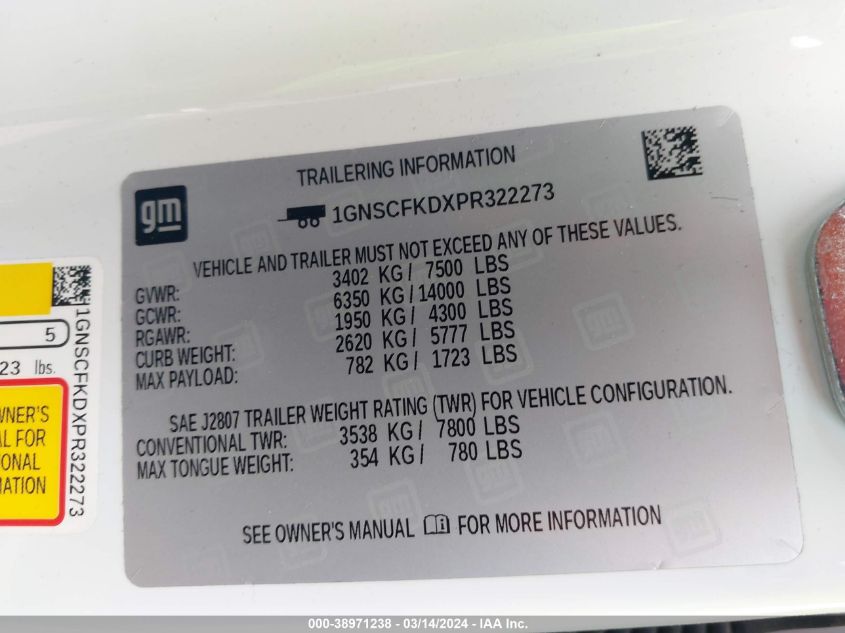 gm
TRAILERING INFORMATION
1GNSCFKDXPR322273
VEHICLE AND TRAILER MUST NOT EXCEED ANY OF THESE VALUES.
GVWR: 3402 KG/ 7500 LBS
GCWR: 6350 KG/14000 LBS
RGAWR: 1950 KG/ 4300 LBS
CURB WEIGHT: 2620 KG/ 5777 LBS
MAX PAYLOAD: 782 KG/ 1723 LBS
SAE J2807 TRAILER WEIGHT RATING (TWR) FOR VEHICLE CONFIGURATION.
CONVENTIONAL TWR: 3538 KG/ 7800 LBS
MAX TONGUE WEIGHT: 354 KG/ 780 LBS
SEE OWNER'S MANUAL FOR MORE INFORMATION
5
23 lbs.
WNER'S
AL FOR
ONAL
MATION
1GNSCFKDXPR322273
000-38971238 - 03/14/2024 - IAA Inc.